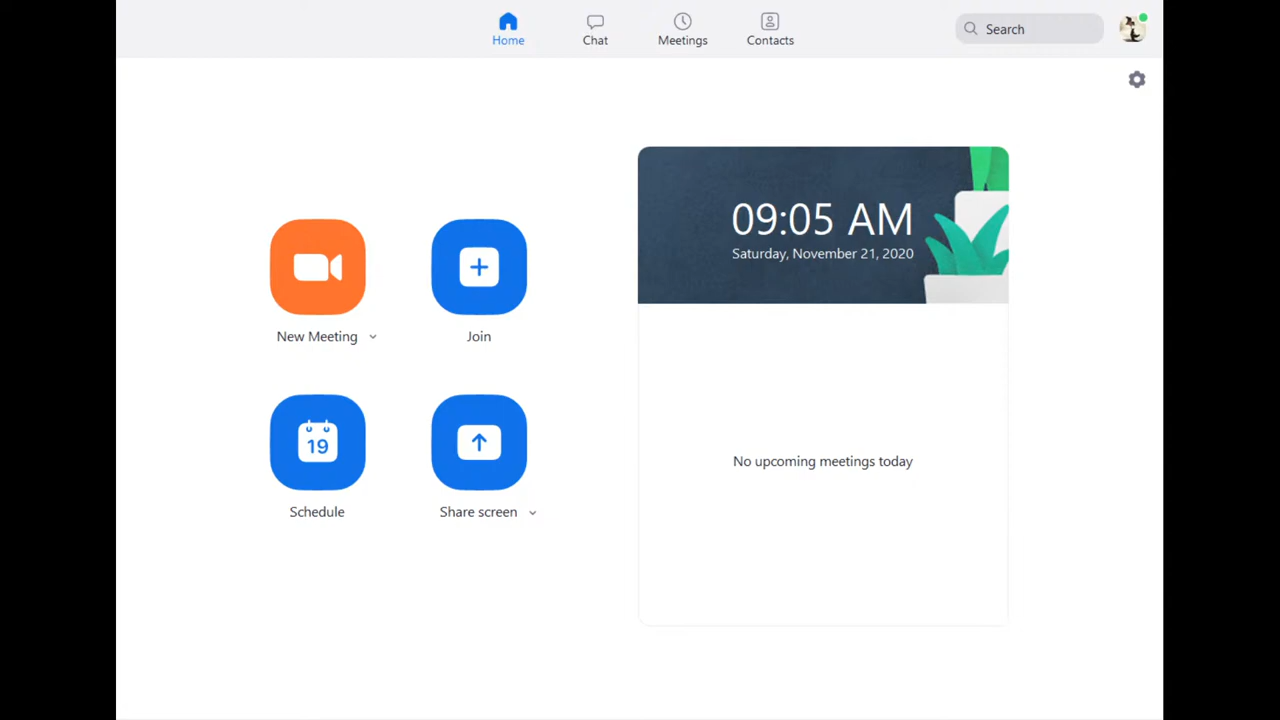 Home
Chat
Meetings
Contacts
Search
09:05 AM
Saturday, November 21, 2020
New Meeting
Join
19
Schedule
Share screen
No upcoming meetings today